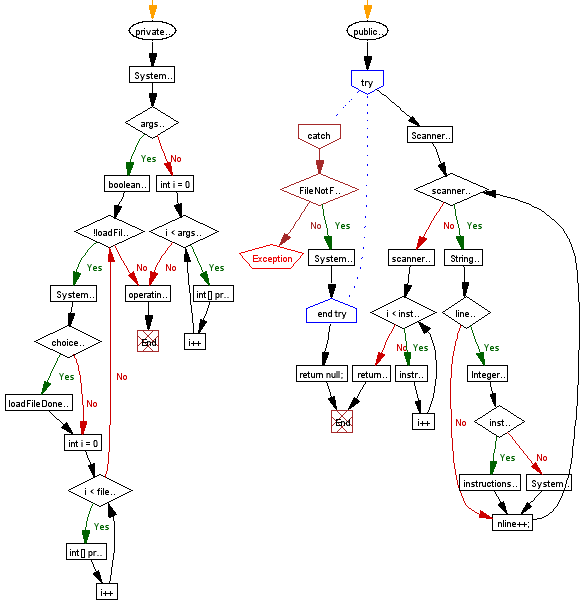 private..
System..
args..
Yes
No
boolean..
int i = 0
!loadFil..
i < args..
Yes
No
No
Yes
System..
operatin..
int[] pr..
choice..
End
i++
Yes
No
No
loadFileDone..
int i = 0
i < file..
Yes
int[] pr..
i++
public..
try
catch
Scanner..
FileNotF..
scanner..
No
Yes
No
Yes
Exception
System..
scanner..
String..
end try
i < inst..
line..
No
Yes
Yes
return null;
return..
instr..
Integer..
End
i++
No
inst..
Yes
No
instructions..
System..
nline++;